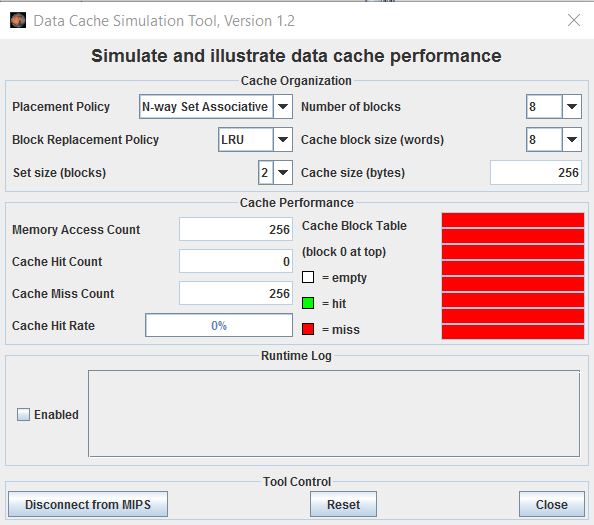 Data Cache Simulation Tool, Version 1.2
Simulate and illustrate data cache performance
Cache Organization
Placement Policy N-way Set Associative Number of blocks 8
Block Replacement Policy LRU Cache block size (words) 8
Set size (blocks) 2 Cache size (bytes) 256
Cache Performance
Memory Access Count 256 Cache Block Table
(block 0 at top)
Cache Hit Count 0
= empty
Cache Miss Count 256
= hit
Cache Hit Rate 0%
= miss
Runtime Log
Enabled
Tool Control
Disconnect from MIPS Reset Close